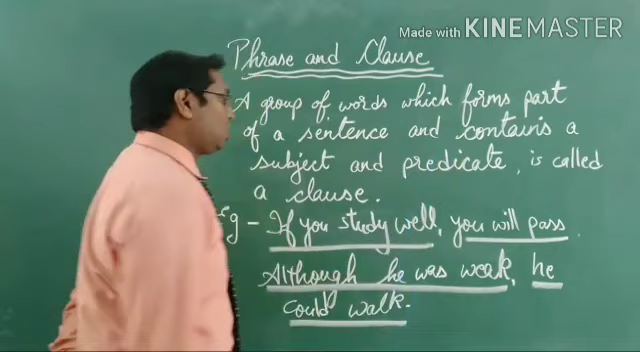 Made with KINEMASTER
Phrase and Clause
A group of words which forms part
of a sentence and contains a
subject and predicate, is called
a clause.
Eg - If you study well, you will pass.
Although he was weak, he
could walk.